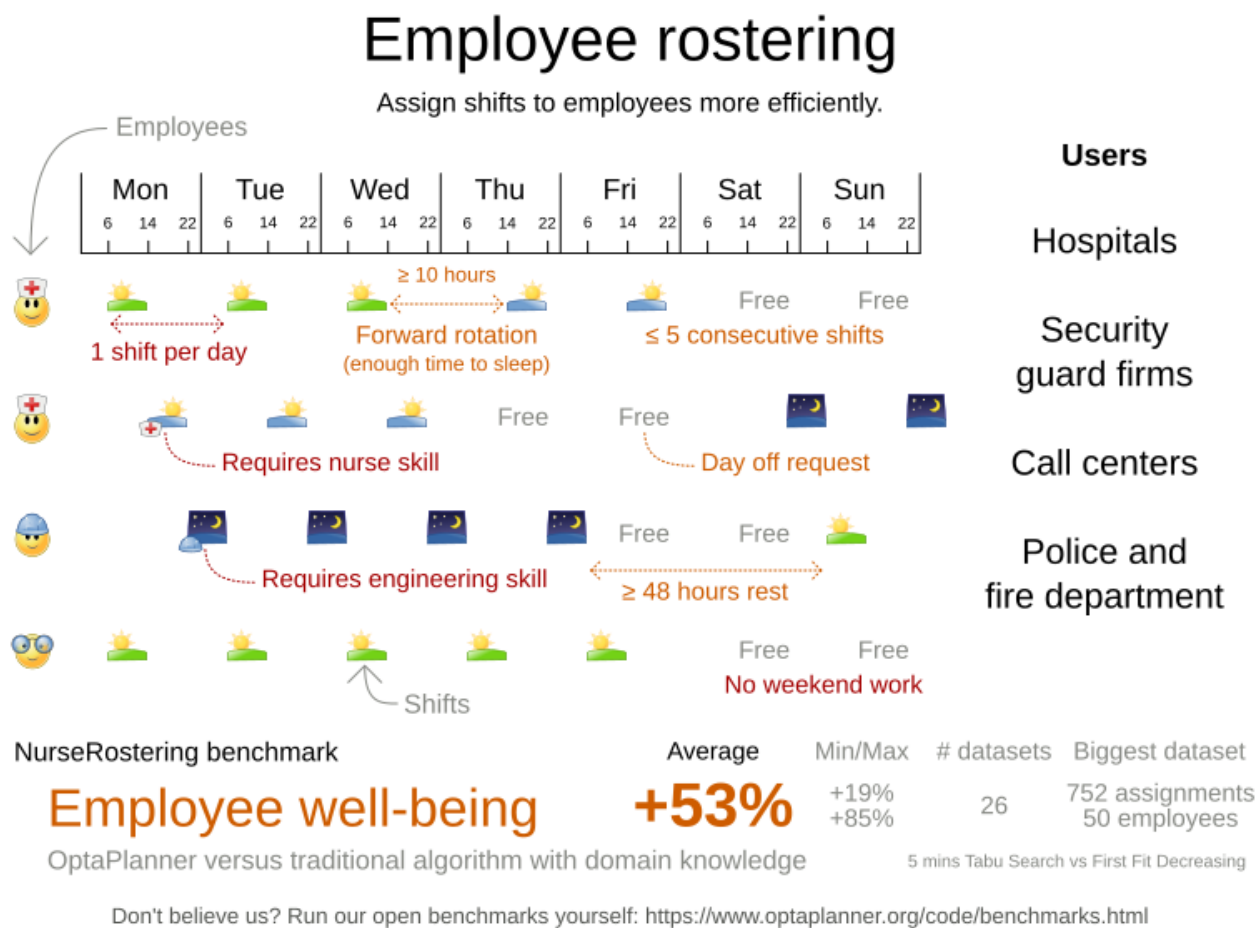 Employee rostering
Assign shifts to employees more efficiently.
Employees
Users
Mon Tue Wed Thu Fri Sat Sun
6 14 22 6 14 22 6 14 22 6 14 22 6 14 22 6 14 22 6 14 22
Hospitals
≥ 10 hours
Free Free
1 shift per day
Forward rotation
(enough time to sleep)
≤ 5 consecutive shifts
Security
guard firms
Free Free
Requires nurse skill
Day off request
Call centers
Free Free
Requires engineering skill
≥ 48 hours rest
Police and
fire department
Free Free
No weekend work
Shifts
NurseRostering benchmark
Average Min/Max # datasets Biggest dataset
Employee well-being
+53%
+19%
+85%
26
752 assignments
50 employees
OptaPlanner versus traditional algorithm with domain knowledge
5 mins Tabu Search vs First Fit Decreasing
Don't believe us? Run our open benchmarks yourself: https://www.optaplanner.org/code/benchmarks.html